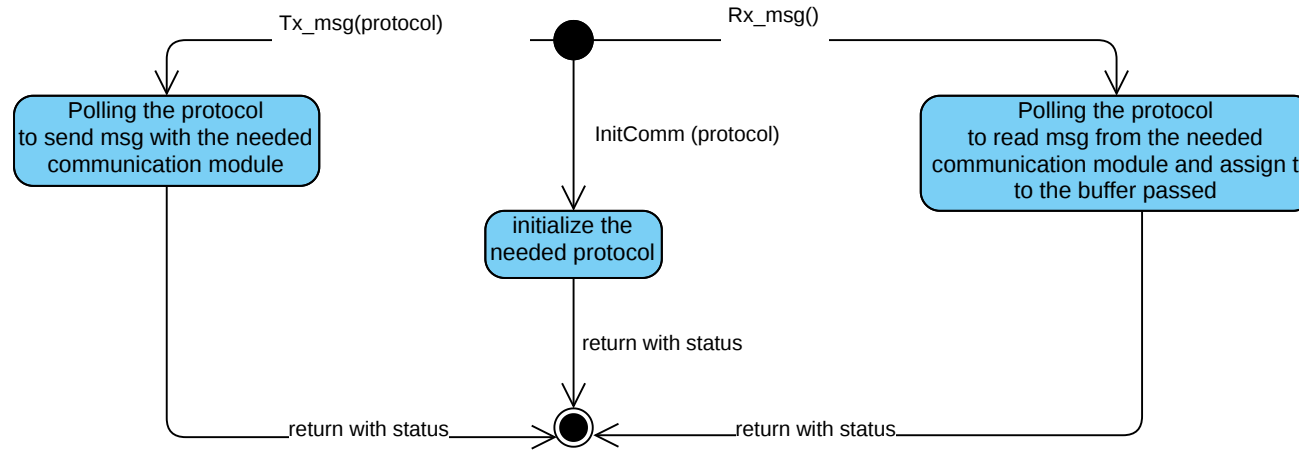 Tx_msg(protocol)
Rx_msg()
Polling the protocol
to send msg with the needed
communication module
InitComm (protocol)
Polling the protocol
to read msg from the needed
communication module and assign t
to the buffer passed
initialize the
needed protocol
return with status
return with status
return with status